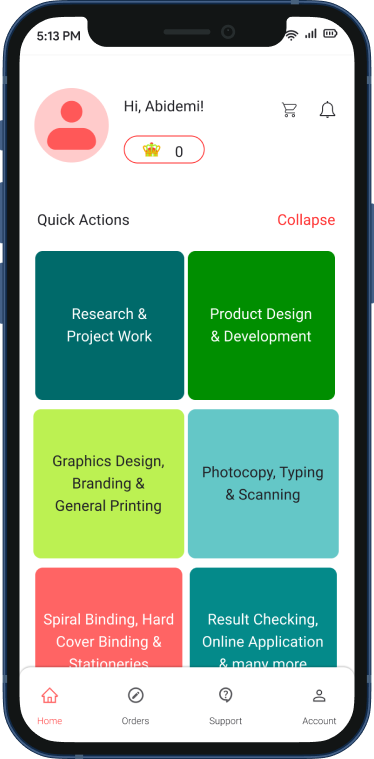 5:13 PM
Hi, Abidemi!
0
Quick Actions
Collapse
Research &
Project Work
Product Design
& Development
Graphics Design,
Branding &
General Printing
Photocopy, Typing
& Scanning
Spiral Binding, Hard
Cover Binding &
Stationeries
Result Checking,
Online Application
& many more
Home
Orders
Support
Account